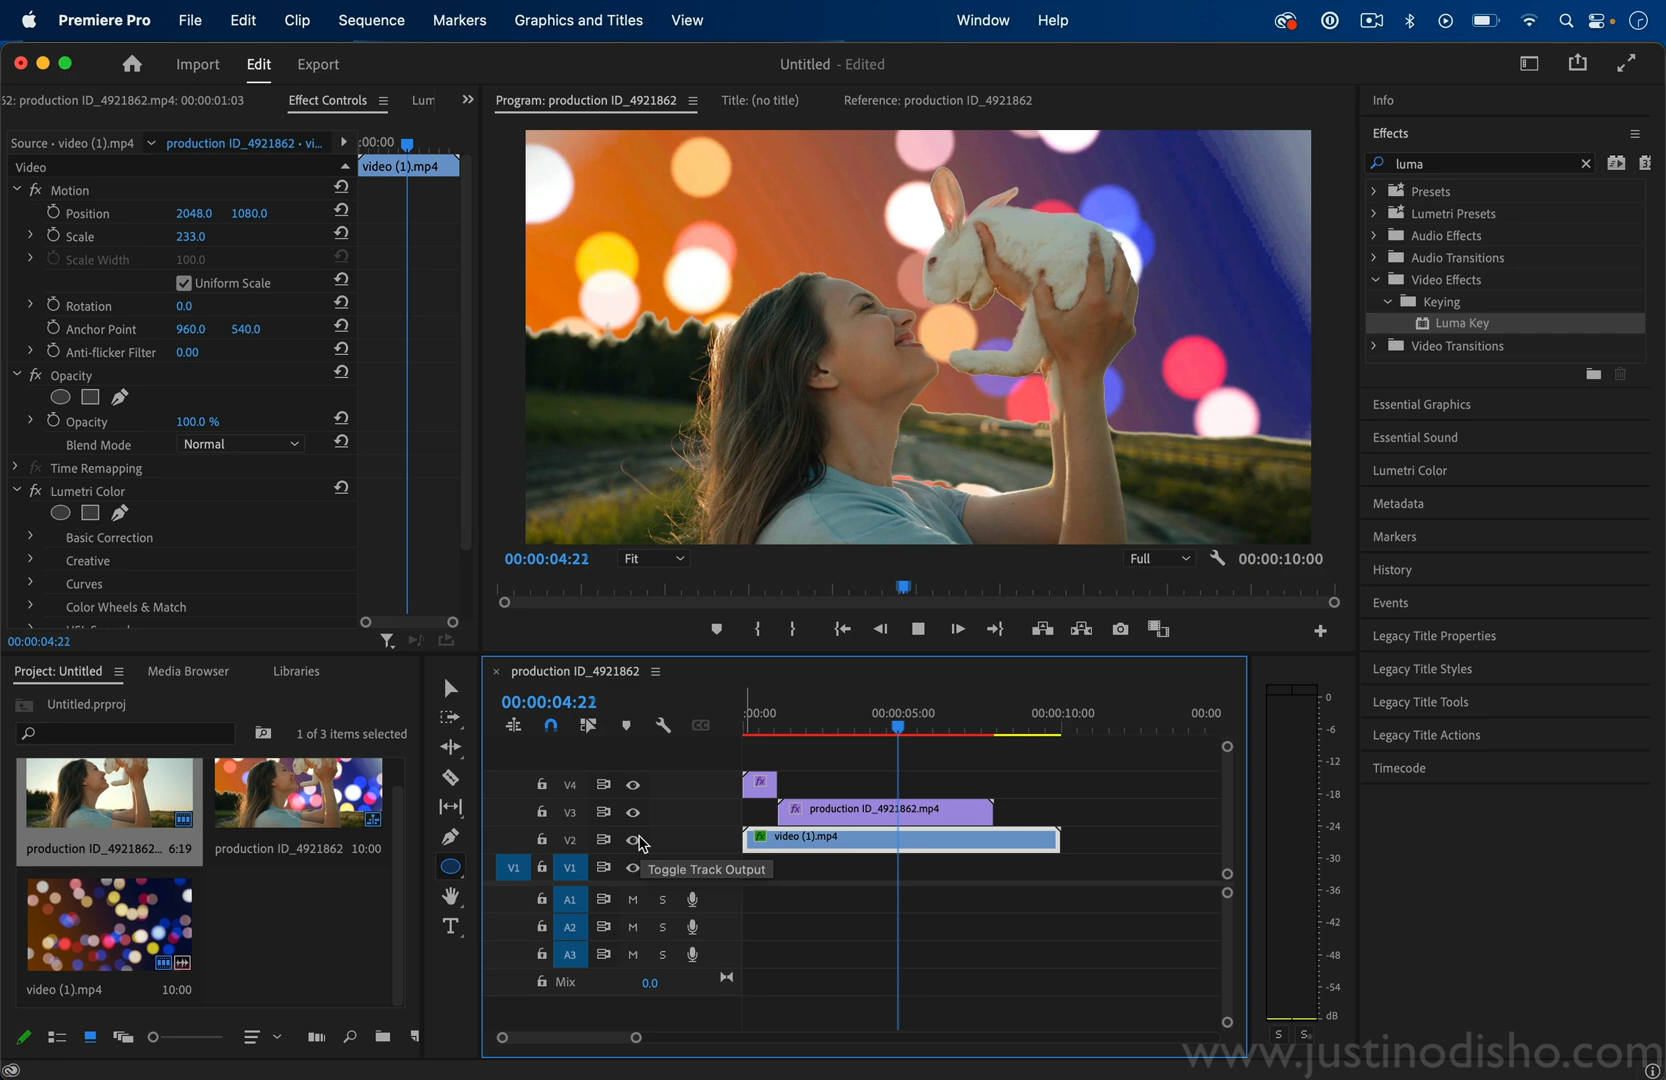 Premiere Pro File Edit Clip Sequence Markers Graphics and Titles View Window Help
Import Edit Export Untitled - Edited
52: production ID_4921862.mp4: 00:00:01:03 Effect Controls Lum
Program: production ID_4921862 Title: (no title) Reference: production ID_4921862
Source • video (1).mp4 production ID_4921862 • vi... :00:00
Video video (1).mp4
fx Motion
Position 2048.0 1080.0
Scale 233.0
Scale Width 100.0
Uniform Scale
Rotation 0.0
Anchor Point 960.0 540.0
Anti-flicker Filter 0.00
fx Opacity
Opacity 100.0 %
Blend Mode Normal
fx Time Remapping
fx Lumetri Color
Basic Correction
Creative
Curves
Color Wheels & Match
00:00:04:22
00:00:04:22 Fit Full 00:00:10:00
Info
Effects
luma
Presets
Lumetri Presets
Audio Effects
Audio Transitions
Video Effects
Keying
Luma Key
Video Transitions
Essential Graphics
Essential Sound
Lumetri Color
Metadata
Markers
History
Events
Legacy Title Properties
Legacy Title Styles
Legacy Title Tools
Legacy Title Actions
Timecode
Project: Untitled Media Browser Libraries
Untitled.prproj
1 of 3 items selected
production ID_4921862... 6:19 production ID_4921862 10:00
video (1).mp4 10:00
T
× production ID_4921862
00:00:04:22
:00:00 00:00:05:00 00:00:10:00 00:00
CC
V4 fx
V3 fx production ID_4921862.mp4
V2 fx video (1).mp4
V1 V1
Toggle Track Output
A1 M S
A2 M S
A3 M S
Mix 0.0
0
-6
-12
-18
-24
-30
-36
-42
-48
-54
dB
S S
www.justinodisho.com